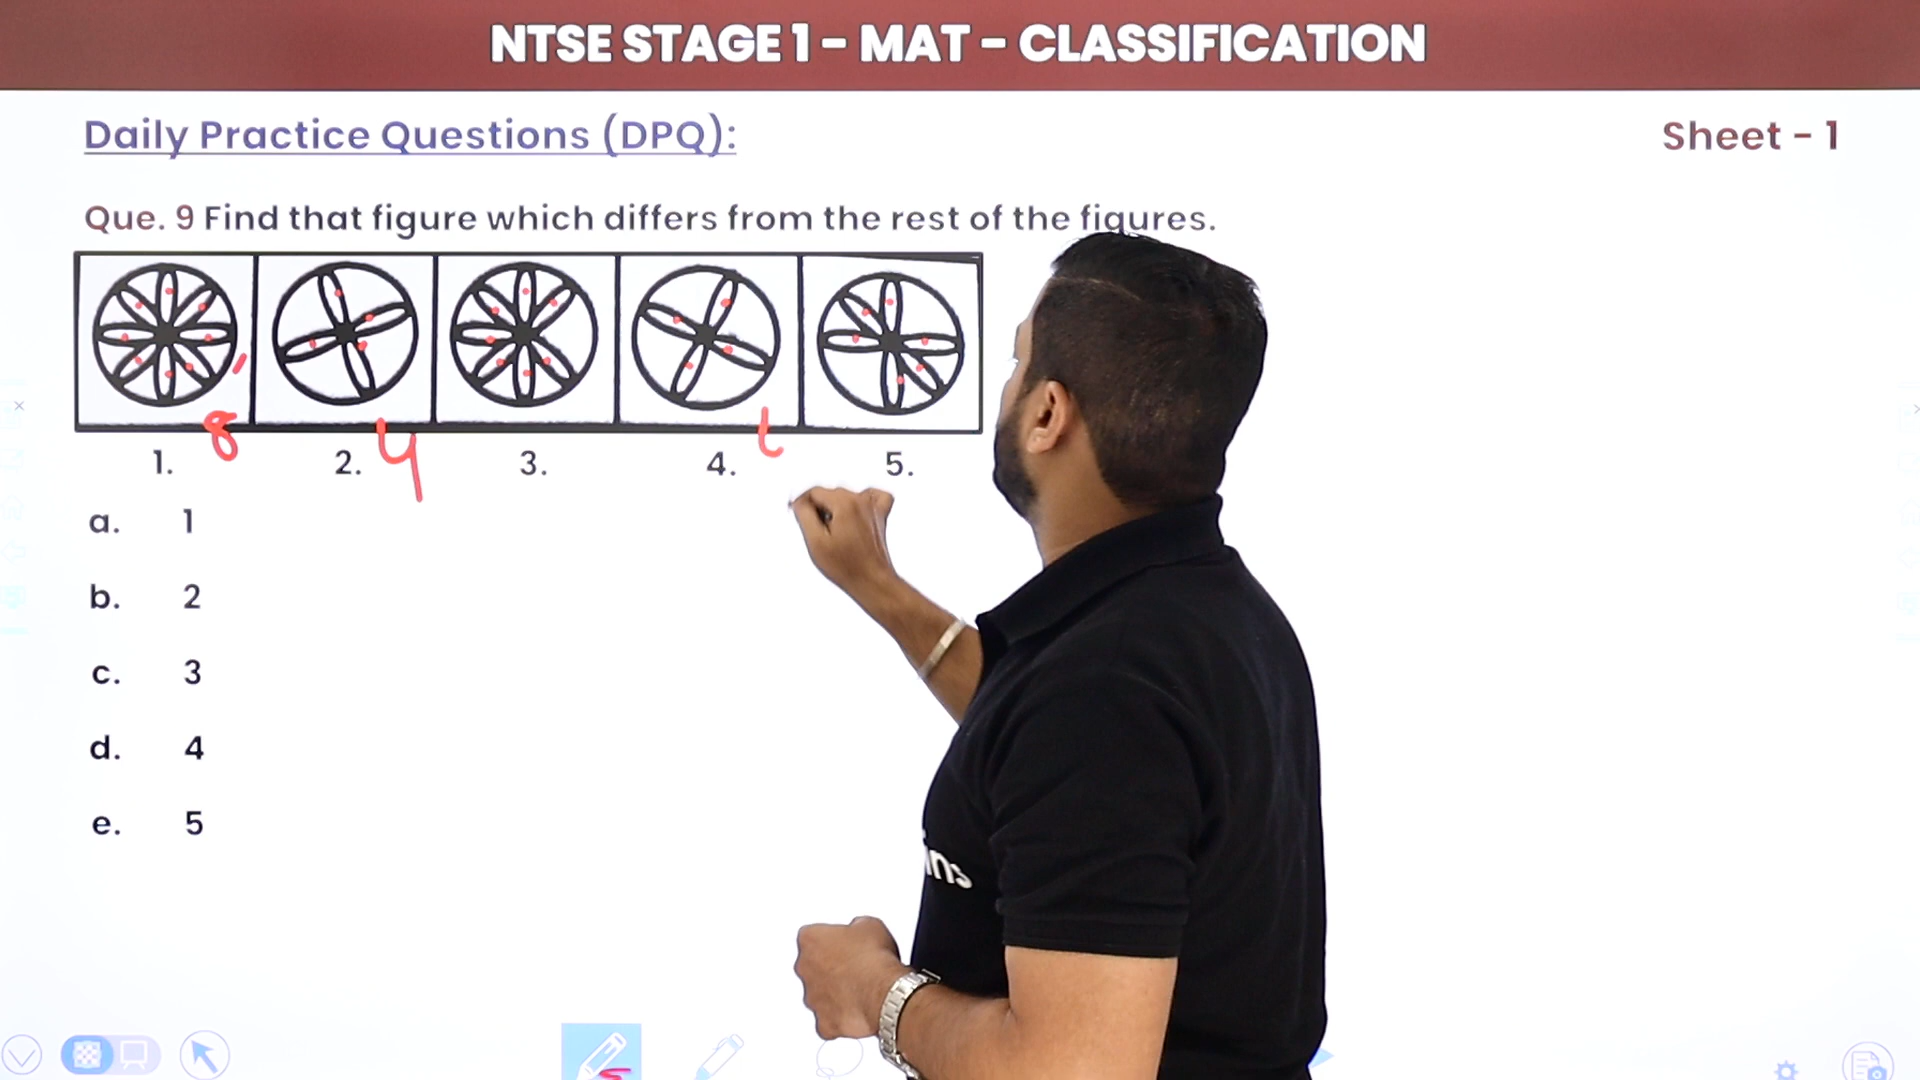 NTSE STAGE 1 - MAT - CLASSIFICATION
Daily Practice Questions (DPQ):
Sheet - 1
Que. 9 Find that figure which differs from the rest of the figures.
8
4
1. 2. 3. 4. 5.
a. 1
b. 2
c. 3
d. 4
e. 5
ins